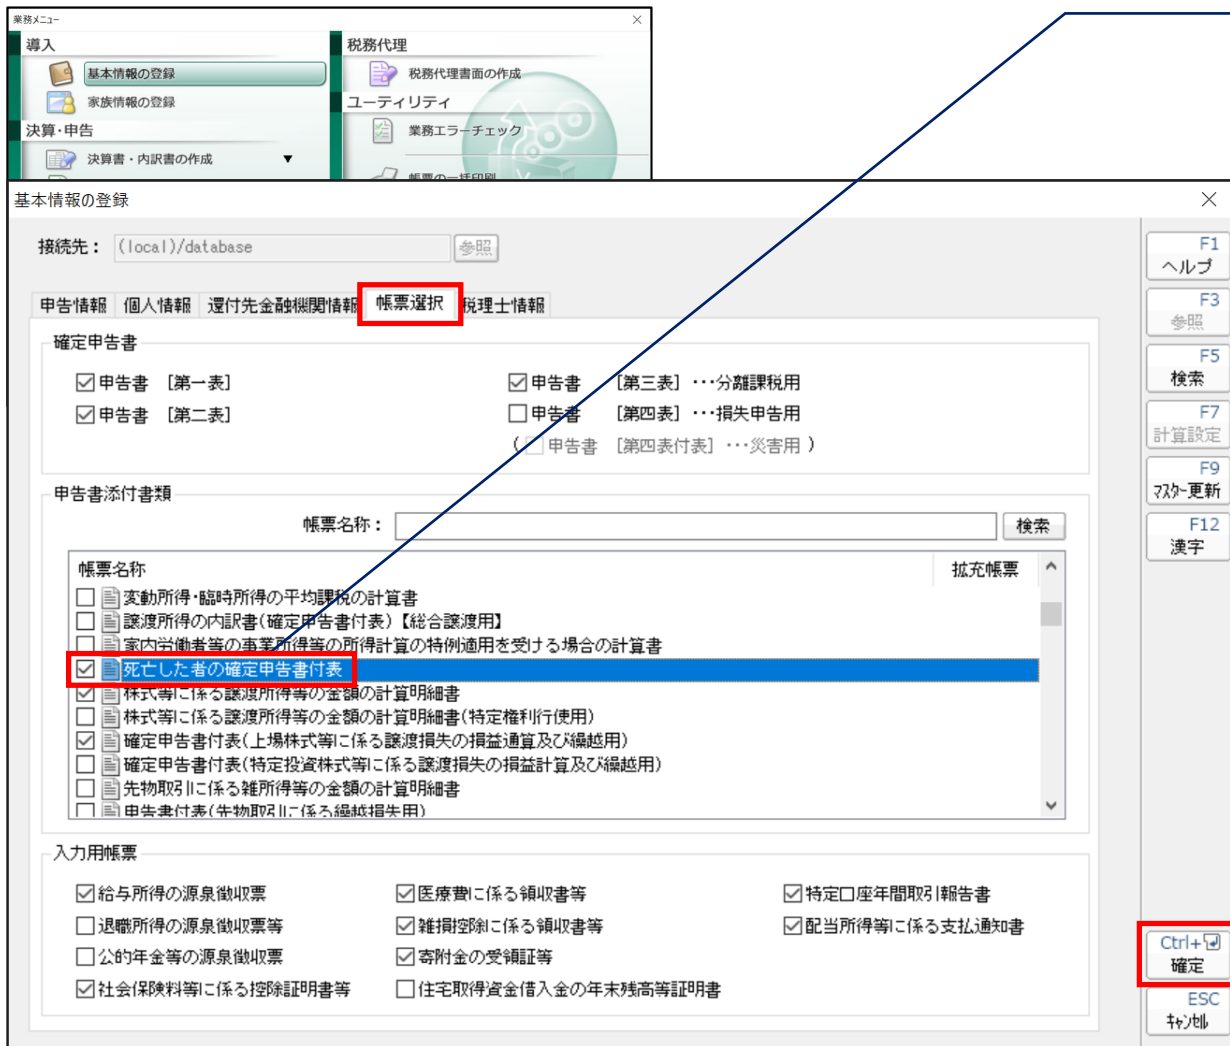 業務メニュー
導入
基本情報の登録
家族情報の登録
決算・申告
決算書・内訳書の作成 ▼
税務代理
税務代理書面の作成
ユーティリティ
業務エラーチェック
帳票の一括印刷
基本情報の登録
接続先： (local)/database 参照
申告情報 個人情報 還付先金融機関情報 帳票選択 税理士情報
確定申告書
申告書 [第一表]
申告書 [第三表] ･･･分離課税用
申告書 [第二表]
申告書 [第四表] ･･･損失申告用
( 申告書 [第四表付表] ･･･災害用 )
申告書添付書類
帳票名称： 検索
帳票名称 拡充帳票
変動所得・臨時所得の平均課税の計算書
譲渡所得の内訳書(確定申告書付表)【総合譲渡用】
家内労働者等の事業所得等の所得計算の特例適用を受ける場合の計算書
死亡した者の確定申告書付表
株式等に係る譲渡所得等の金額の計算明細書
株式等に係る譲渡所得等の金額の計算明細書(特定権利行使用)
確定申告書付表(上場株式等に係る譲渡損失の損益通算及び繰越用)
確定申告書付表(特定投資株式等に係る譲渡損失の損益計算及び繰越用)
先物取引に係る雑所得等の金額の計算明細書
申告書付表(先物取引に係る繰越損失用)
入力用帳票
給与所得の源泉徴収票
医療費に係る領収書等
特定口座年間取引報告書
退職所得の源泉徴収票等
雑損控除に係る領収書等
配当所得等に係る支払通知書
公的年金等の源泉徴収票
寄附金の受領証等
社会保険料等に係る控除証明書等
住宅取得資金借入金の年末残高等証明書
F1
ヘルプ
F3
参照
F5
検索
F7
計算設定
F9
ﾏｽﾀｰ更新
F12
漢字
Ctrl+
確定
ESC
ｷｬﾝｾﾙ